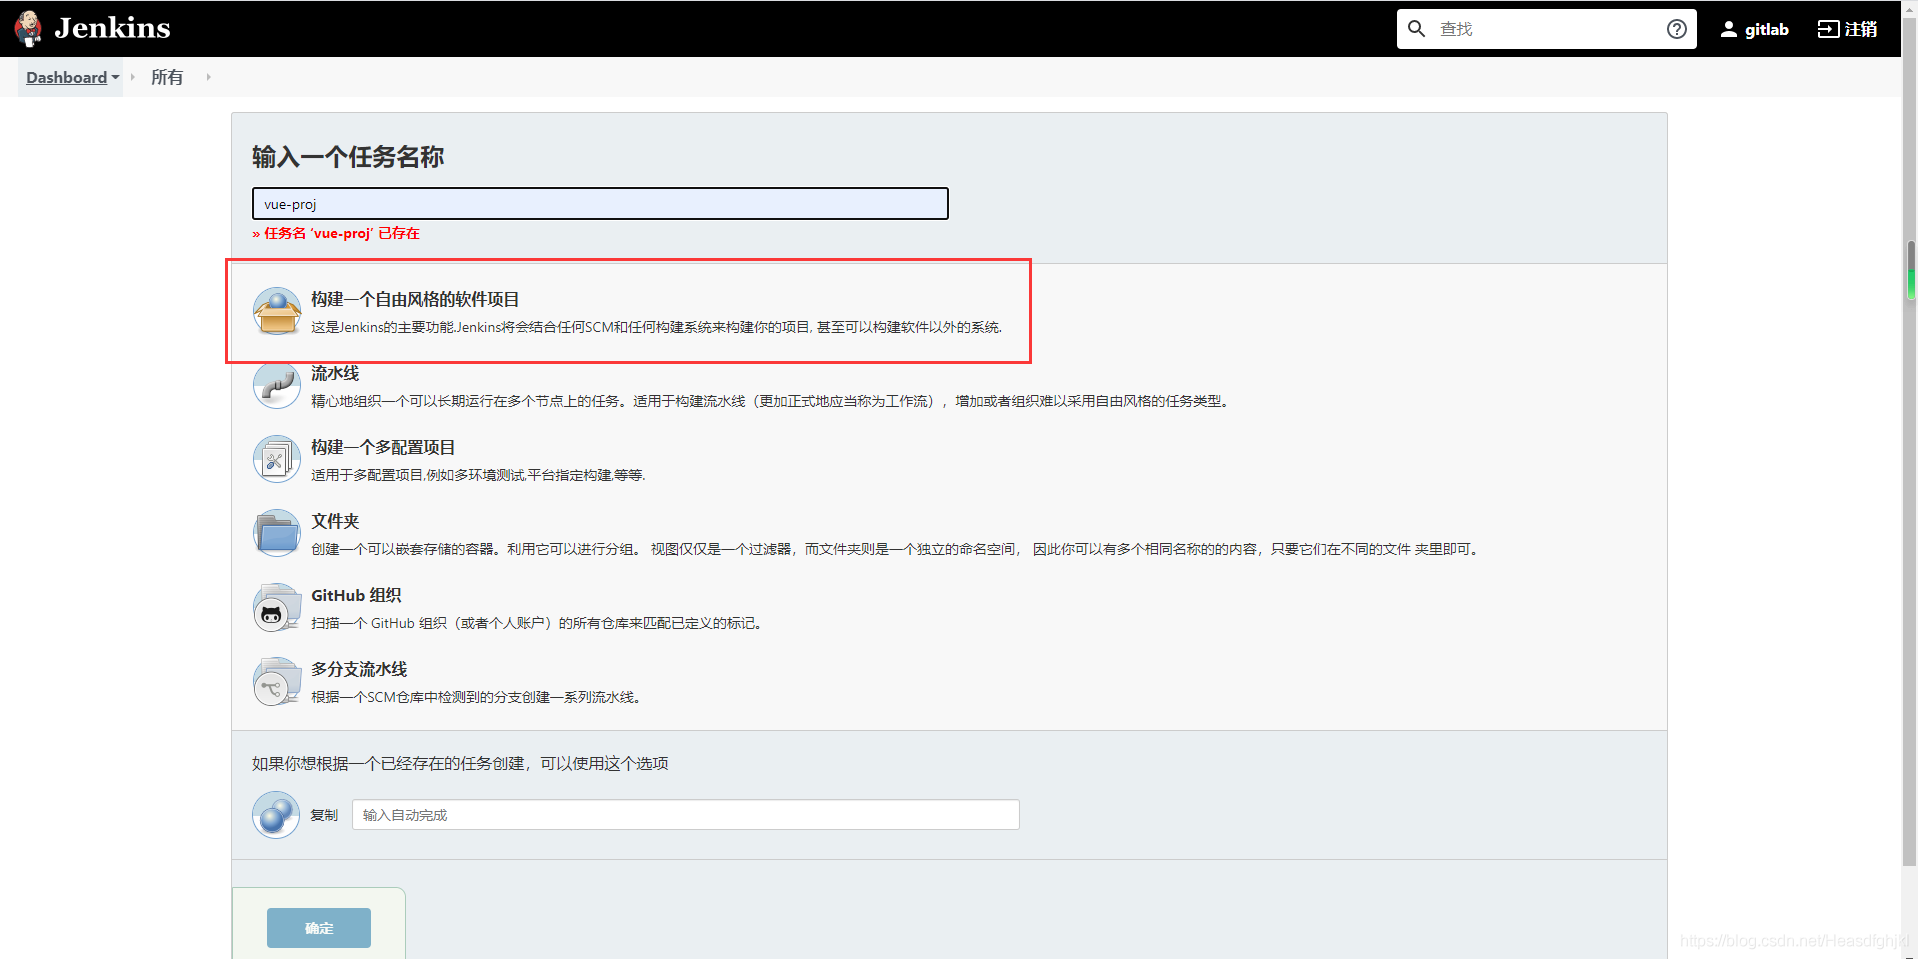 Jenkins
查找
gitlab
注销
Dashboard
所有
输入一个任务名称
vue-proj
» 任务名 ‘vue-proj’ 已存在
构建一个自由风格的软件项目
这是Jenkins的主要功能.Jenkins将会结合任何SCM和任何构建系统来构建你的项目, 甚至可以构建软件以外的系统.
流水线
精心地组织一个可以长期运行在多个节点上的任务。适用于构建流水线（更加正式地应当称为工作流），增加或者组织难以采用自由风格的任务类型。
构建一个多配置项目
适用于多配置项目,例如多环境测试,平台指定构建,等等.
文件夹
创建一个可以嵌套存储的容器。利用它可以进行分组。 视图仅仅是一个过滤器，而文件夹则是一个独立的命名空间， 因此你可以有多个相同名称的的内容，只要它们在不同的文件 夹里即可。
GitHub 组织
扫描一个 GitHub 组织（或者个人账户）的所有仓库来匹配已定义的标记。
多分支流水线
根据一个SCM仓库中检测到的分支创建一系列流水线。
如果你想根据一个已经存在的任务创建，可以使用这个选项
复制
输入自动完成
确定
https://blog.csdn.net/Heasdfghjkl